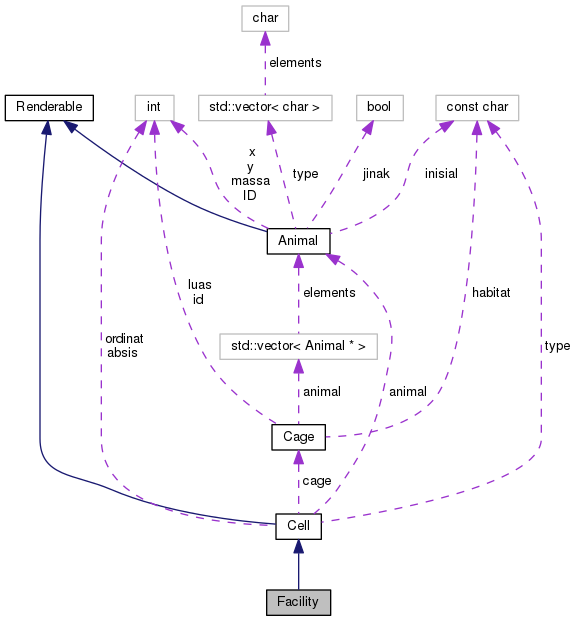 char
elements
Renderable
int
std::vector< char >
bool
const char
x
y
massa
ID
type
jinak
inisial
Animal
luas
id
elements
habitat
ordinat
absis
std::vector< Animal * >
type
animal
animal
Cage
cage
Cell
Facility